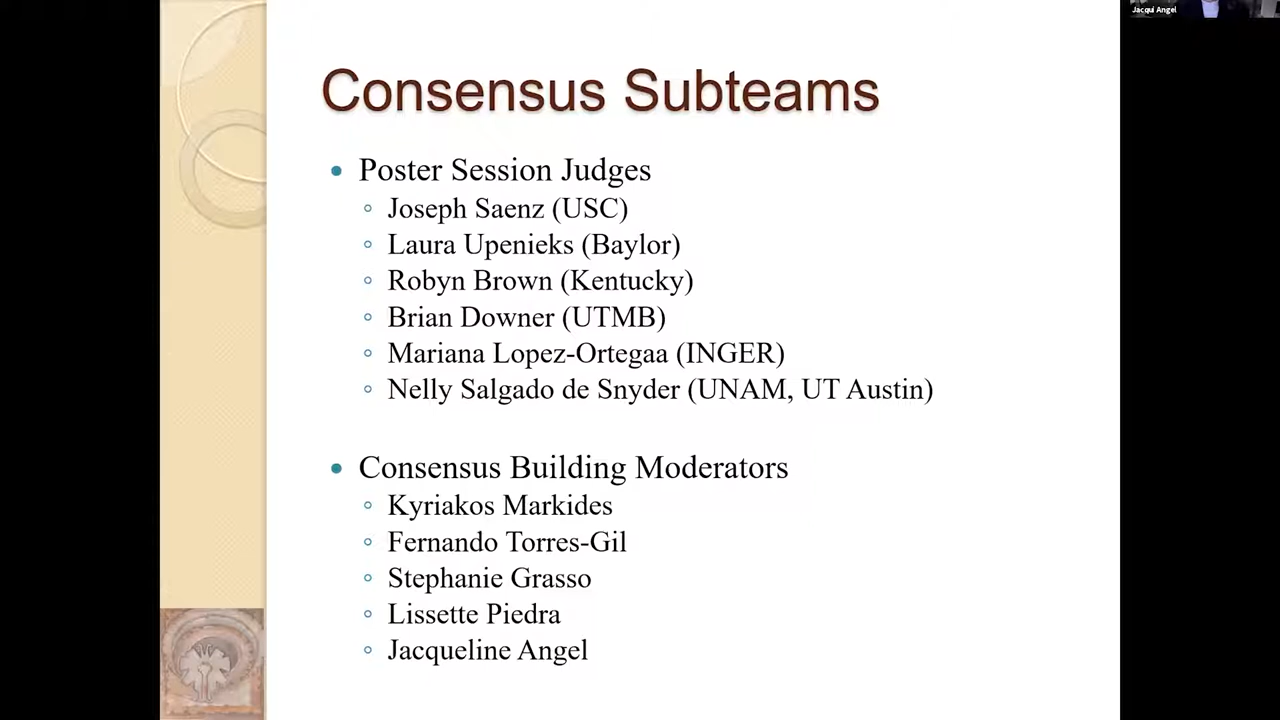 Jacqui Angel
Consensus Subteams
Poster Session Judges
Joseph Saenz (USC)
Laura Upenieks (Baylor)
Robyn Brown (Kentucky)
Brian Downer (UTMB)
Mariana Lopez-Ortegaa (INGER)
Nelly Salgado de Snyder (UNAM, UT Austin)
Consensus Building Moderators
Kyriakos Markides
Fernando Torres-Gil
Stephanie Grasso
Lissette Piedra
Jacqueline Angel